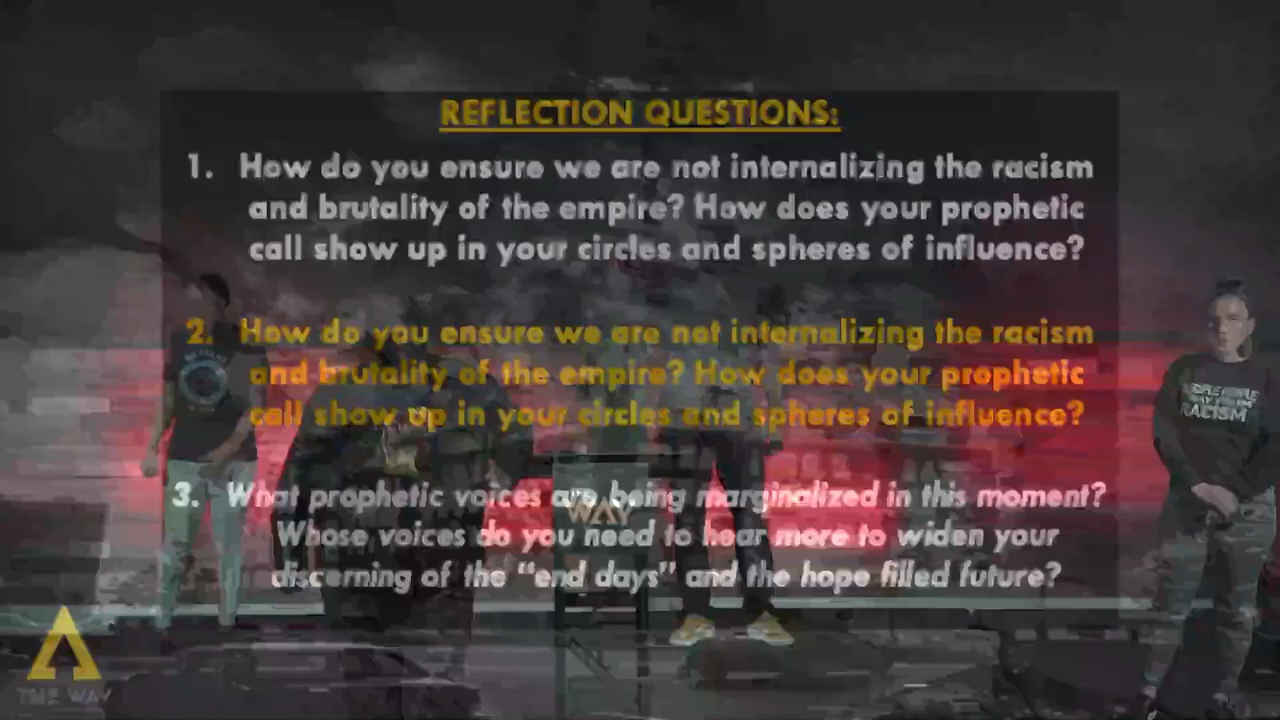 REFLECTION QUESTIONS:
1. How do you ensure we are not internalizing the racism
and brutality of the empire? How does your prophetic
call show up in your circles and spheres of influence?
2. How do you ensure we are not internalizing the racism
and brutality of the empire? How does your prophetic
call show up in your circles and spheres of influence?
3. What prophetic voices are being marginalized in this moment?
Whose voices do you need to hear more to widen your
discerning of the “end days” and the hope filled future?
WAY
RACISM
THE WAY